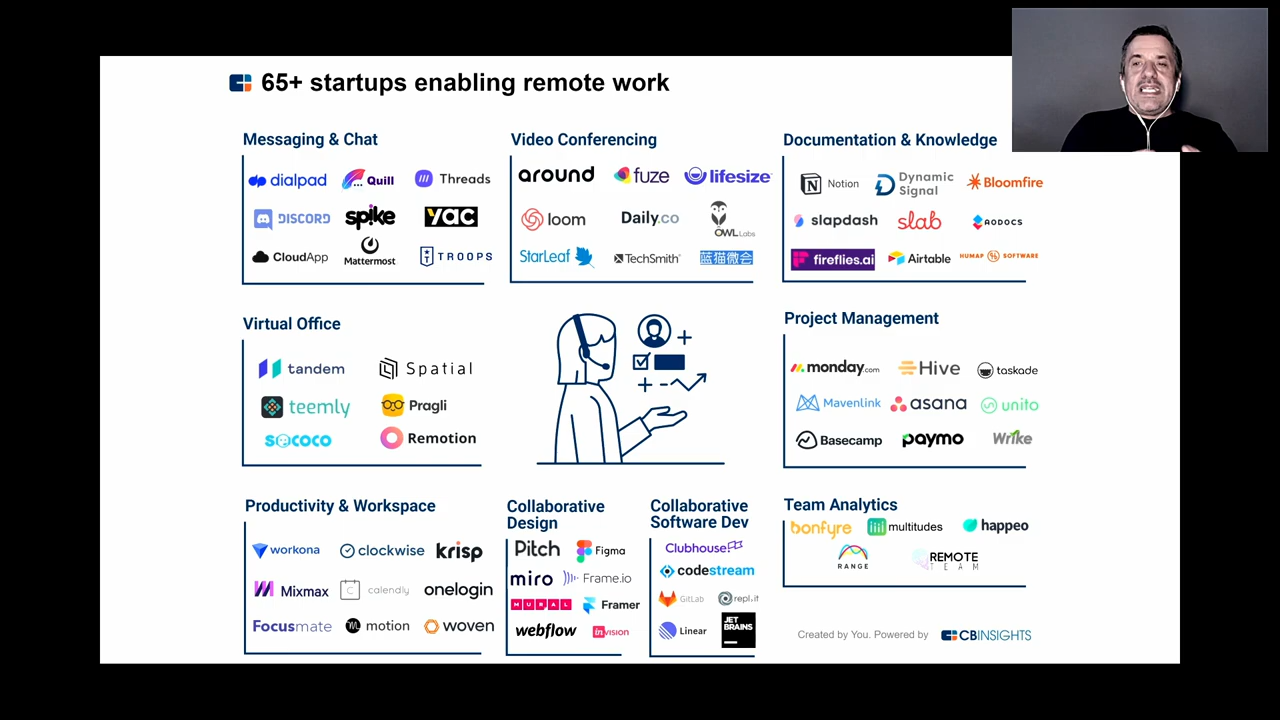 65+ startups enabling remote work
Messaging & Chat
dialpad Quill Threads
DISCORD spike yac
CloudApp Mattermost TROOPS
Video Conferencing
around fuze lifesize
loom Daily.co OWL Labs
StarLeaf TechSmith 蓝猫微会
Documentation & Knowledge
Notion Dynamic Signal Bloomfire
slapdash slab AODOCS
fireflies.ai Airtable HUMAP SOFTWARE
Virtual Office
tandem Spatial
teemly Pragli
sococo Remotion
Project Management
monday.com Hive taskade
Mavenlink asana unito
Basecamp paymo Wrike
Productivity & Workspace
workona clockwise krisp
Mixmax calendly onelogin
Focusmate motion woven
Collaborative
Design
Pitch Figma
miro Frame.io
MURAL Framer
webflow invision
Collaborative
Software Dev
Clubhouse
codestream
GitLab repl.it
Linear JET BRAINS
Team Analytics
bonfyre multitudes happeo
RANGE REMOTE TEAM
Created by You. Powered by CBINSIGHTS